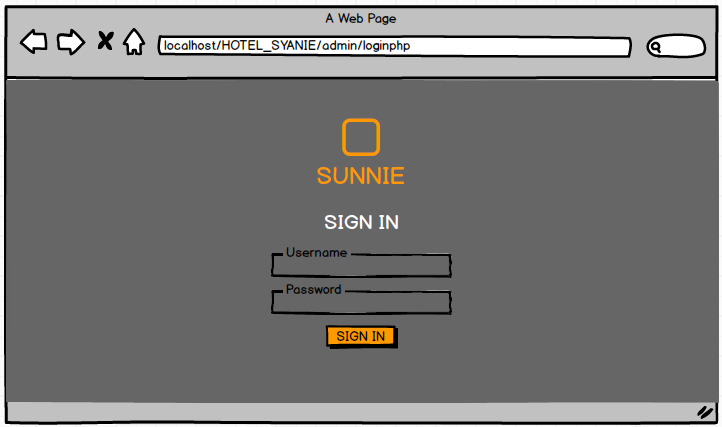 A Web Page
localhost/HOTEL_SYANIE/admin/loginphp
SUNNIE
SIGN IN
Username
Password
SIGN IN